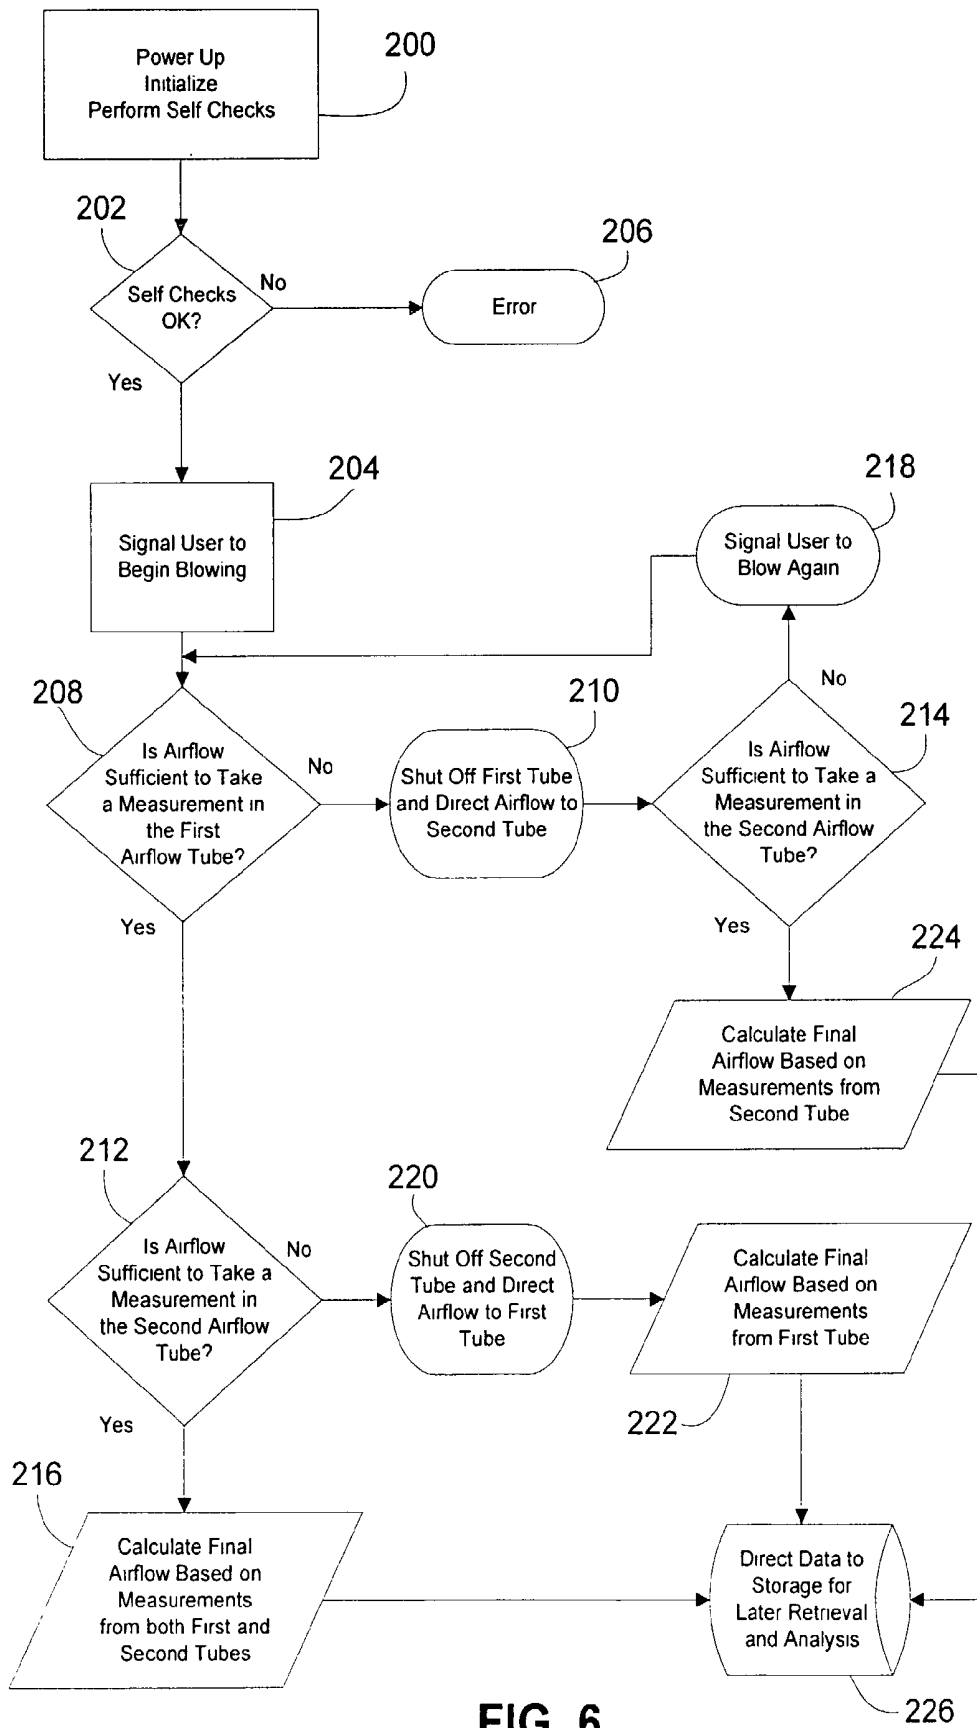 Power Up
Initialize
Perform Self Checks
200
202
Self Checks
OK?
No
Yes
206
Error
204
Signal User to
Begin Blowing
218
Signal User to
Blow Again
208
Is Airflow
Sufficient to Take
a Measurement in
the First
Airflow Tube?
No
Yes
210
Shut Off First Tube
and Direct Airflow to
Second Tube
No
214
Is Airflow
Sufficient to Take a
Measurement in
the Second Airflow
Tube?
Yes
224
Calculate Final
Airflow Based on
Measurements from
Second Tube
212
Is Airflow
Sufficient to Take a
Measurement in
the Second Airflow
Tube?
No
Yes
220
Shut Off Second
Tube and Direct
Airflow to First
Tube
Calculate Final
Airflow Based on
Measurements
from First Tube
222
216
Calculate Final
Airflow Based on
Measurements
from both First and
Second Tubes
Direct Data to
Storage for
Later Retrieval
and Analysis
226
FIG. 6